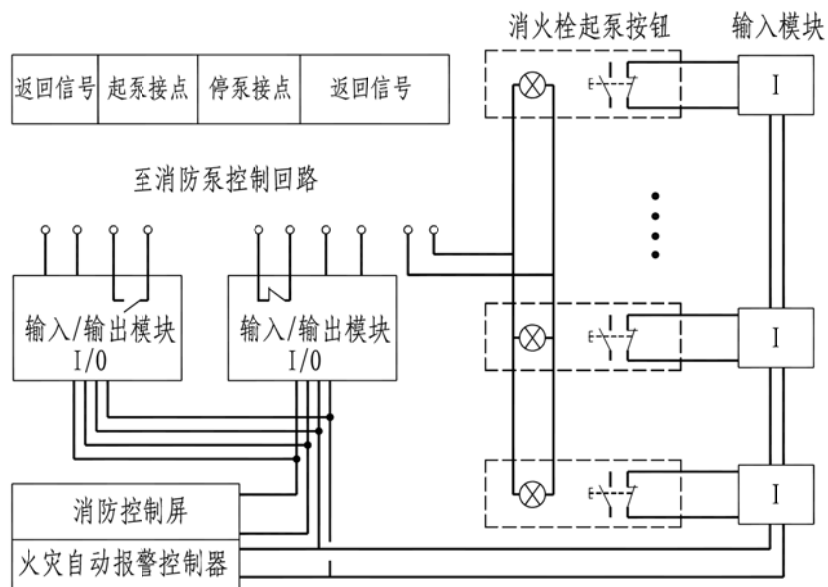 消火栓起泵按钮 输入模块
返回信号 起泵接点 停泵接点 返回信号
I
至消防泵控制回路
输入/输出模块
I/O
输入/输出模块
I/O
I
I
消防控制屏
火灾自动报警控制器